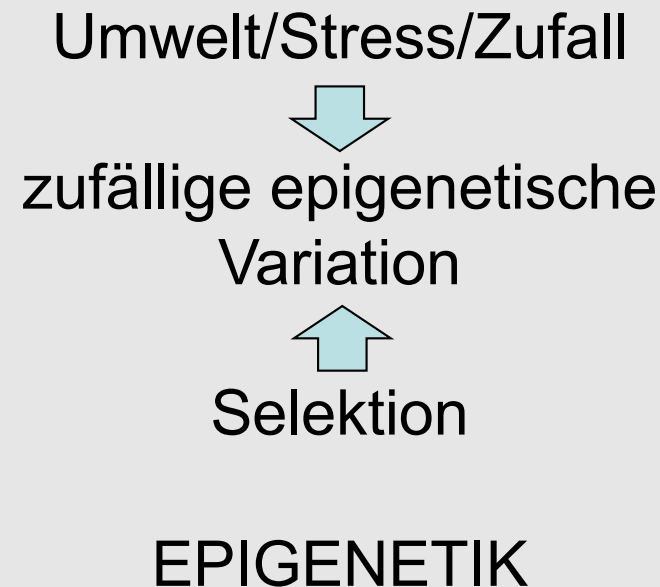 Umwelt/Stress/Zufall
zufällige epigenetische
Variation
Selektion
EPIGENETIK